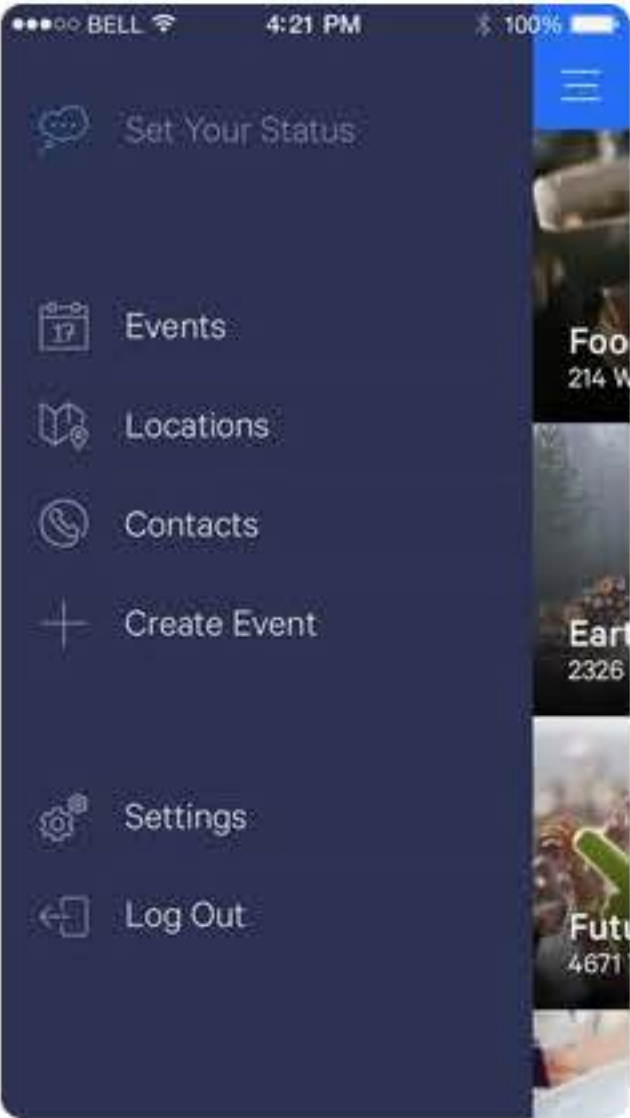 BELL 4:21 PM 100%
Set Your Status
17 Events
Locations
Contacts
Create Event
Settings
Log Out
Foo
214 W
Eart
2326
Futu
4671